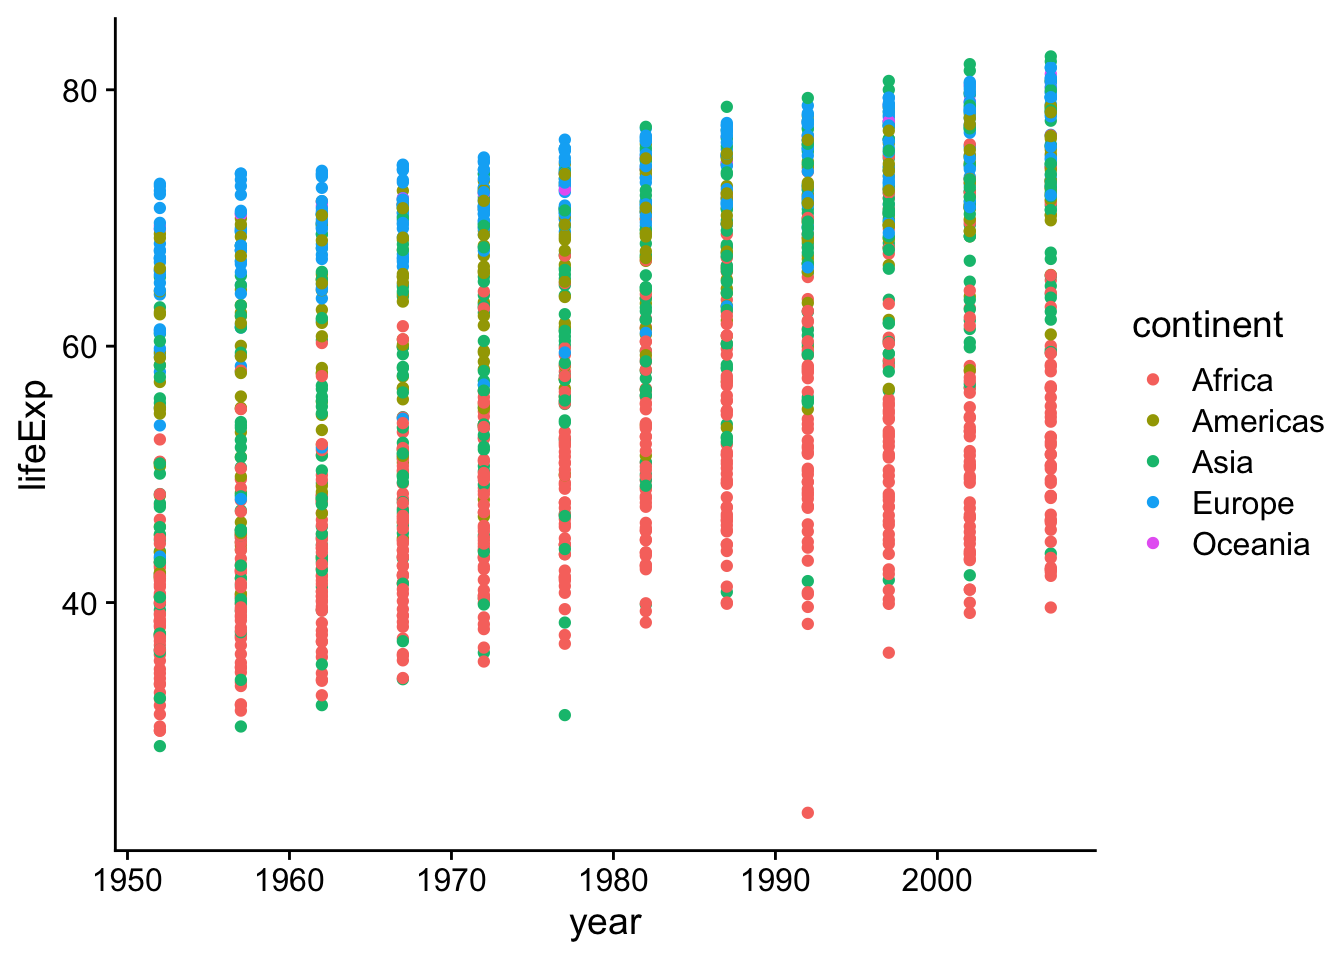 80
60
40
lifeExp
1950 1960 1970 1980 1990 2000
year
continent
Africa
Americas
Asia
Europe
Oceania